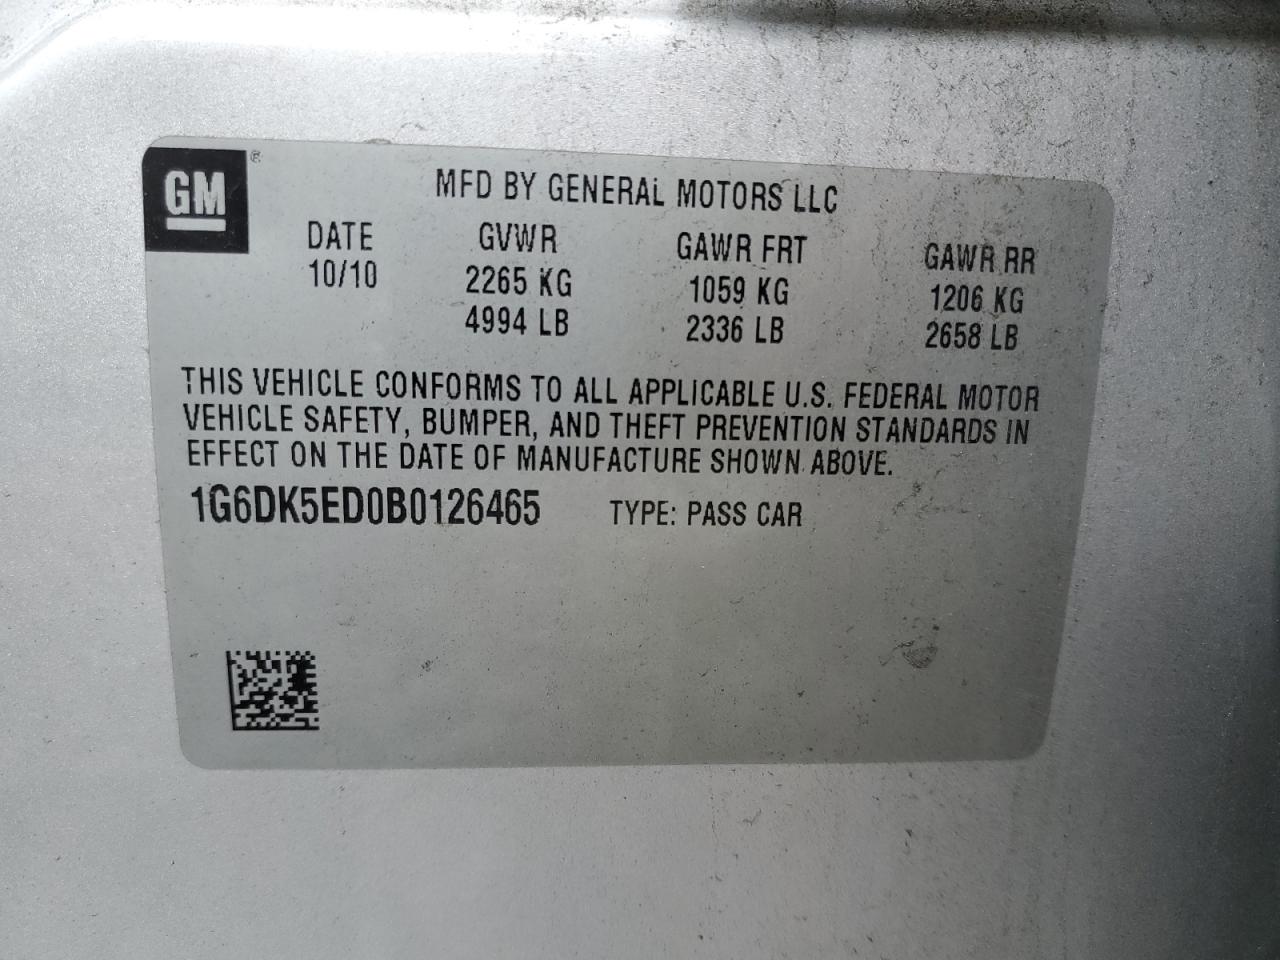 GM ®
MFD BY GENERAL MOTORS LLC
DATE GVWR GAWR FRT GAWR RR
10/10 2265 KG 1059 KG 1206 KG
4994 LB 2336 LB 2658 LB
THIS VEHICLE CONFORMS TO ALL APPLICABLE U.S. FEDERAL MOTOR
VEHICLE SAFETY, BUMPER, AND THEFT PREVENTION STANDARDS IN
EFFECT ON THE DATE OF MANUFACTURE SHOWN ABOVE.
1G6DK5ED0B0126465 TYPE: PASS CAR